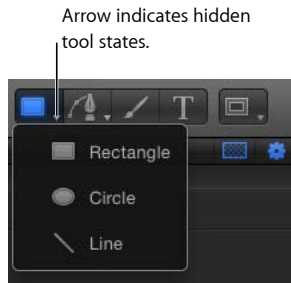 Arrow indicates hidden
tool states.
T
Rectangle
Circle
Line